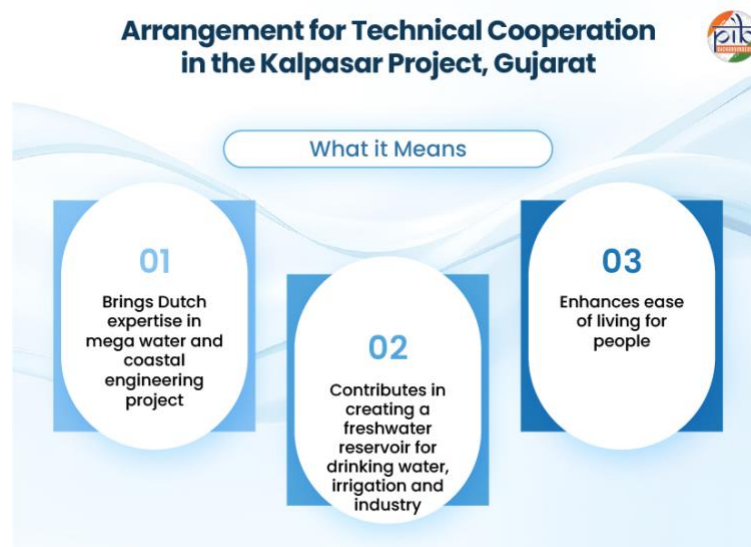 Arrangement for Technical Cooperation
in the Kalpasar Project, Gujarat
pib
What it Means
01
Brings Dutch
expertise in
mega water and
coastal
engineering
project
02
Contributes in
creating a
freshwater
reservoir for
drinking water,
irrigation and
industry
03
Enhances ease
of living for
people